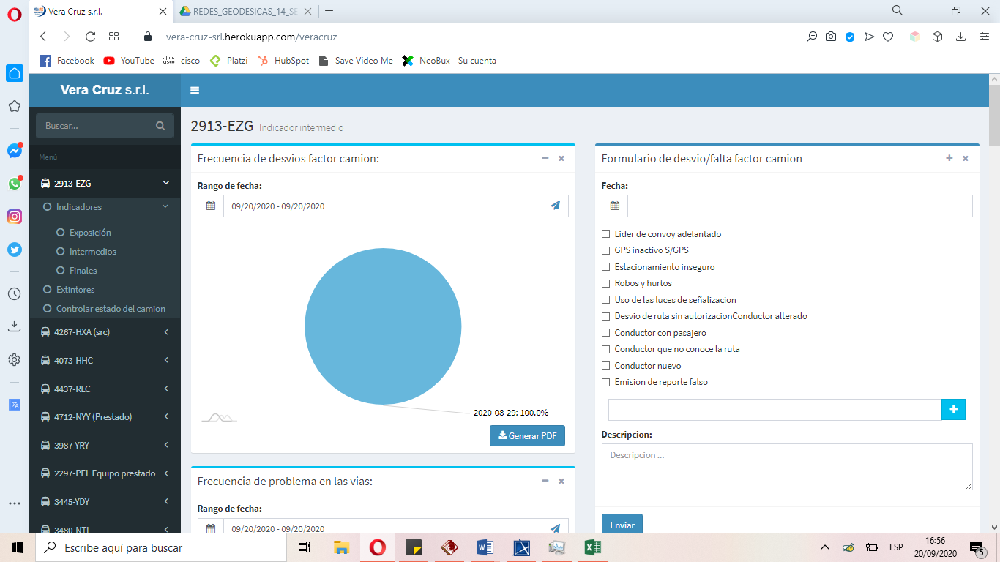 Vera Cruz s.r.l.
REDES_GEODESICAS_14_SE
vera-cruz-srl.herokuapp.com/veracruz
Facebook
YouTube
cisco
Platzi
HubSpot
Save Video Me
NeoBux - Su cuenta
Vera Cruz s.r.l.
Buscar...
Menú
2913-EZG
Indicadores
Exposición
Intermedios
Finales
Extintores
Controlar estado del camion
4267-HXA (src)
4073-HHC
4437-RLC
4712-NYY (Prestado)
3987-YRY
2297-PEL Equipo prestado
3445-YDY
3480-NTL
2913-EZG Indicador intermedio
Frecuencia de desvios factor camion:
Rango de fecha:
09/20/2020 - 09/20/2020
2020-08-29: 100.0%
Generar PDF
Frecuencia de problema en las vias:
Rango de fecha:
09/20/2020 - 09/20/2020
Formulario de desvio/falta factor camion
Fecha:
Lider de convoy adelantado
GPS inactivo S/GPS
Estacionamiento inseguro
Robos y hurtos
Uso de las luces de señalizacion
Desvio de ruta sin autorizacionConductor alterado
Conductor con pasajero
Conductor que no conoce la ruta
Conductor nuevo
Emision de reporte falso
Descripcion:
Descripcion ...
Enviar
Escribe aquí para buscar
ESP
16:56
20/09/2020
5